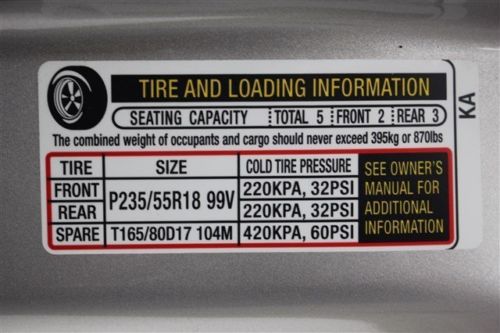 TIRE AND LOADING INFORMATION
SEATING CAPACITY TOTAL 5 FRONT 2 REAR 3
The combined weight of occupants and cargo should never exceed 395kg or 870lbs
TIRE SIZE COLD TIRE PRESSURE
FRONT P235/55R18 99V 220KPA, 32PSI
REAR 220KPA, 32PSI
SPARE T165/80D17 104M 420KPA, 60PSI
SEE OWNER'S
MANUAL FOR
ADDITIONAL
INFORMATION
KA